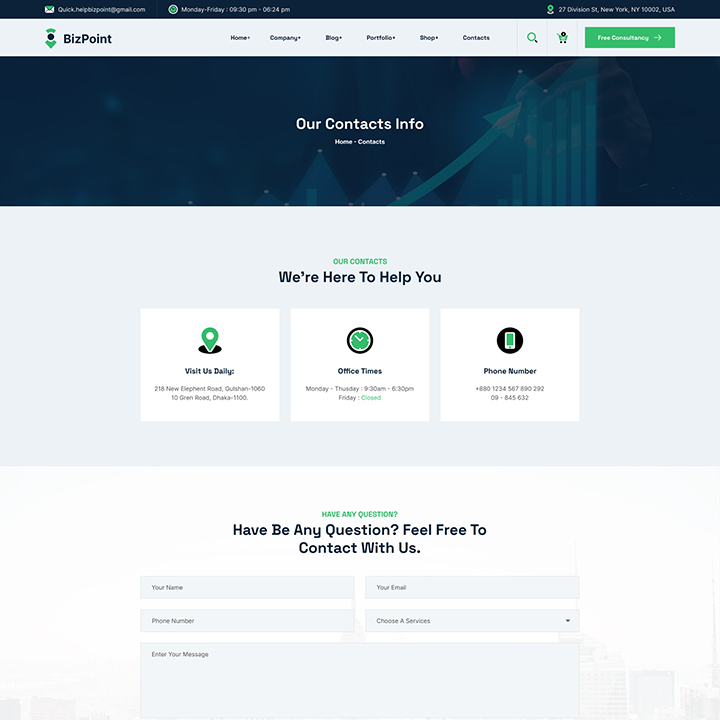 Quick.helpbizpoint@gmail.com
Monday-Friday : 09:30 pm - 06:24 pm
27 Division St, New York, NY 10002, USA
BizPoint
Home+
Company+
Blog+
Portfolio+
Shop+
Contacts
0
Free Consultancy
Our Contacts Info
Home - Contacts
OUR CONTACTS
We're Here To Help You
Visit Us Daily:
218 New Elephent Road, Gulshan-1060
10 Gren Road, Dhaka-1100.
Office Times
Monday - Thusday : 9:30am - 6:30pm
Friday : Closed
Phone Number
+880 1234 567 890 292
09 - 845 632
HAVE ANY QUESTION?
Have Be Any Question? Feel Free To
Contact With Us.
Your Name
Your Email
Phone Number
Choose A Services
Enter Your Message